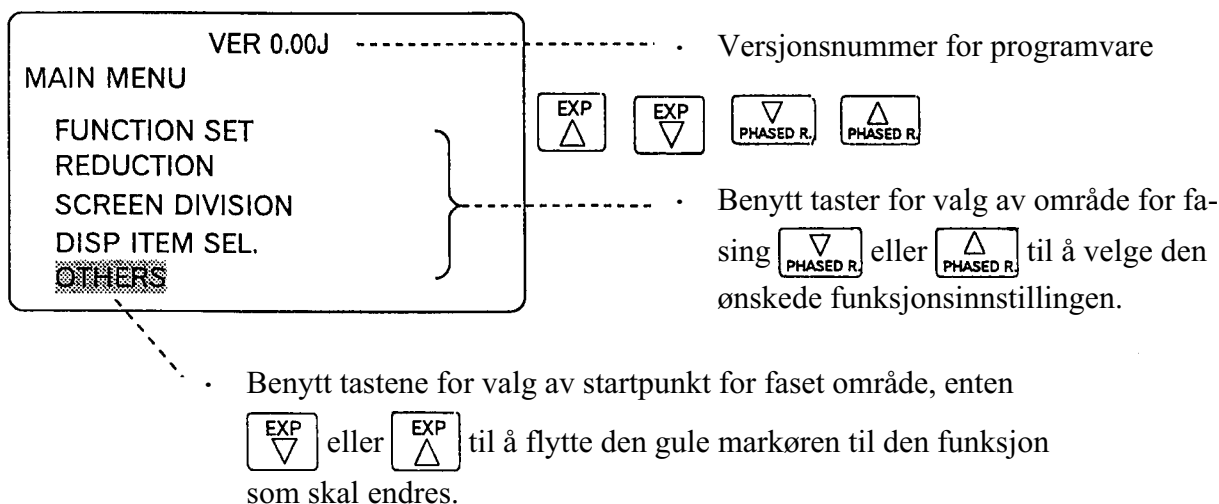 VER 0.00J
· Versjonsnummer for programvare
MAIN MENU
EXP EXP PHASED R. PHASED R.
FUNCTION SET
REDUCTION
SCREEN DIVISION
DISP ITEM SEL.
OTHERS
· Benytt taster for valg av område for fa-
sing PHASED R. eller PHASED R. til å velge den
ønskede funksjonsinnstillingen.
· Benytt tastene for valg av startpunkt for faset område, enten
EXP eller EXP til å flytte den gule markøren til den funksjon
som skal endres.